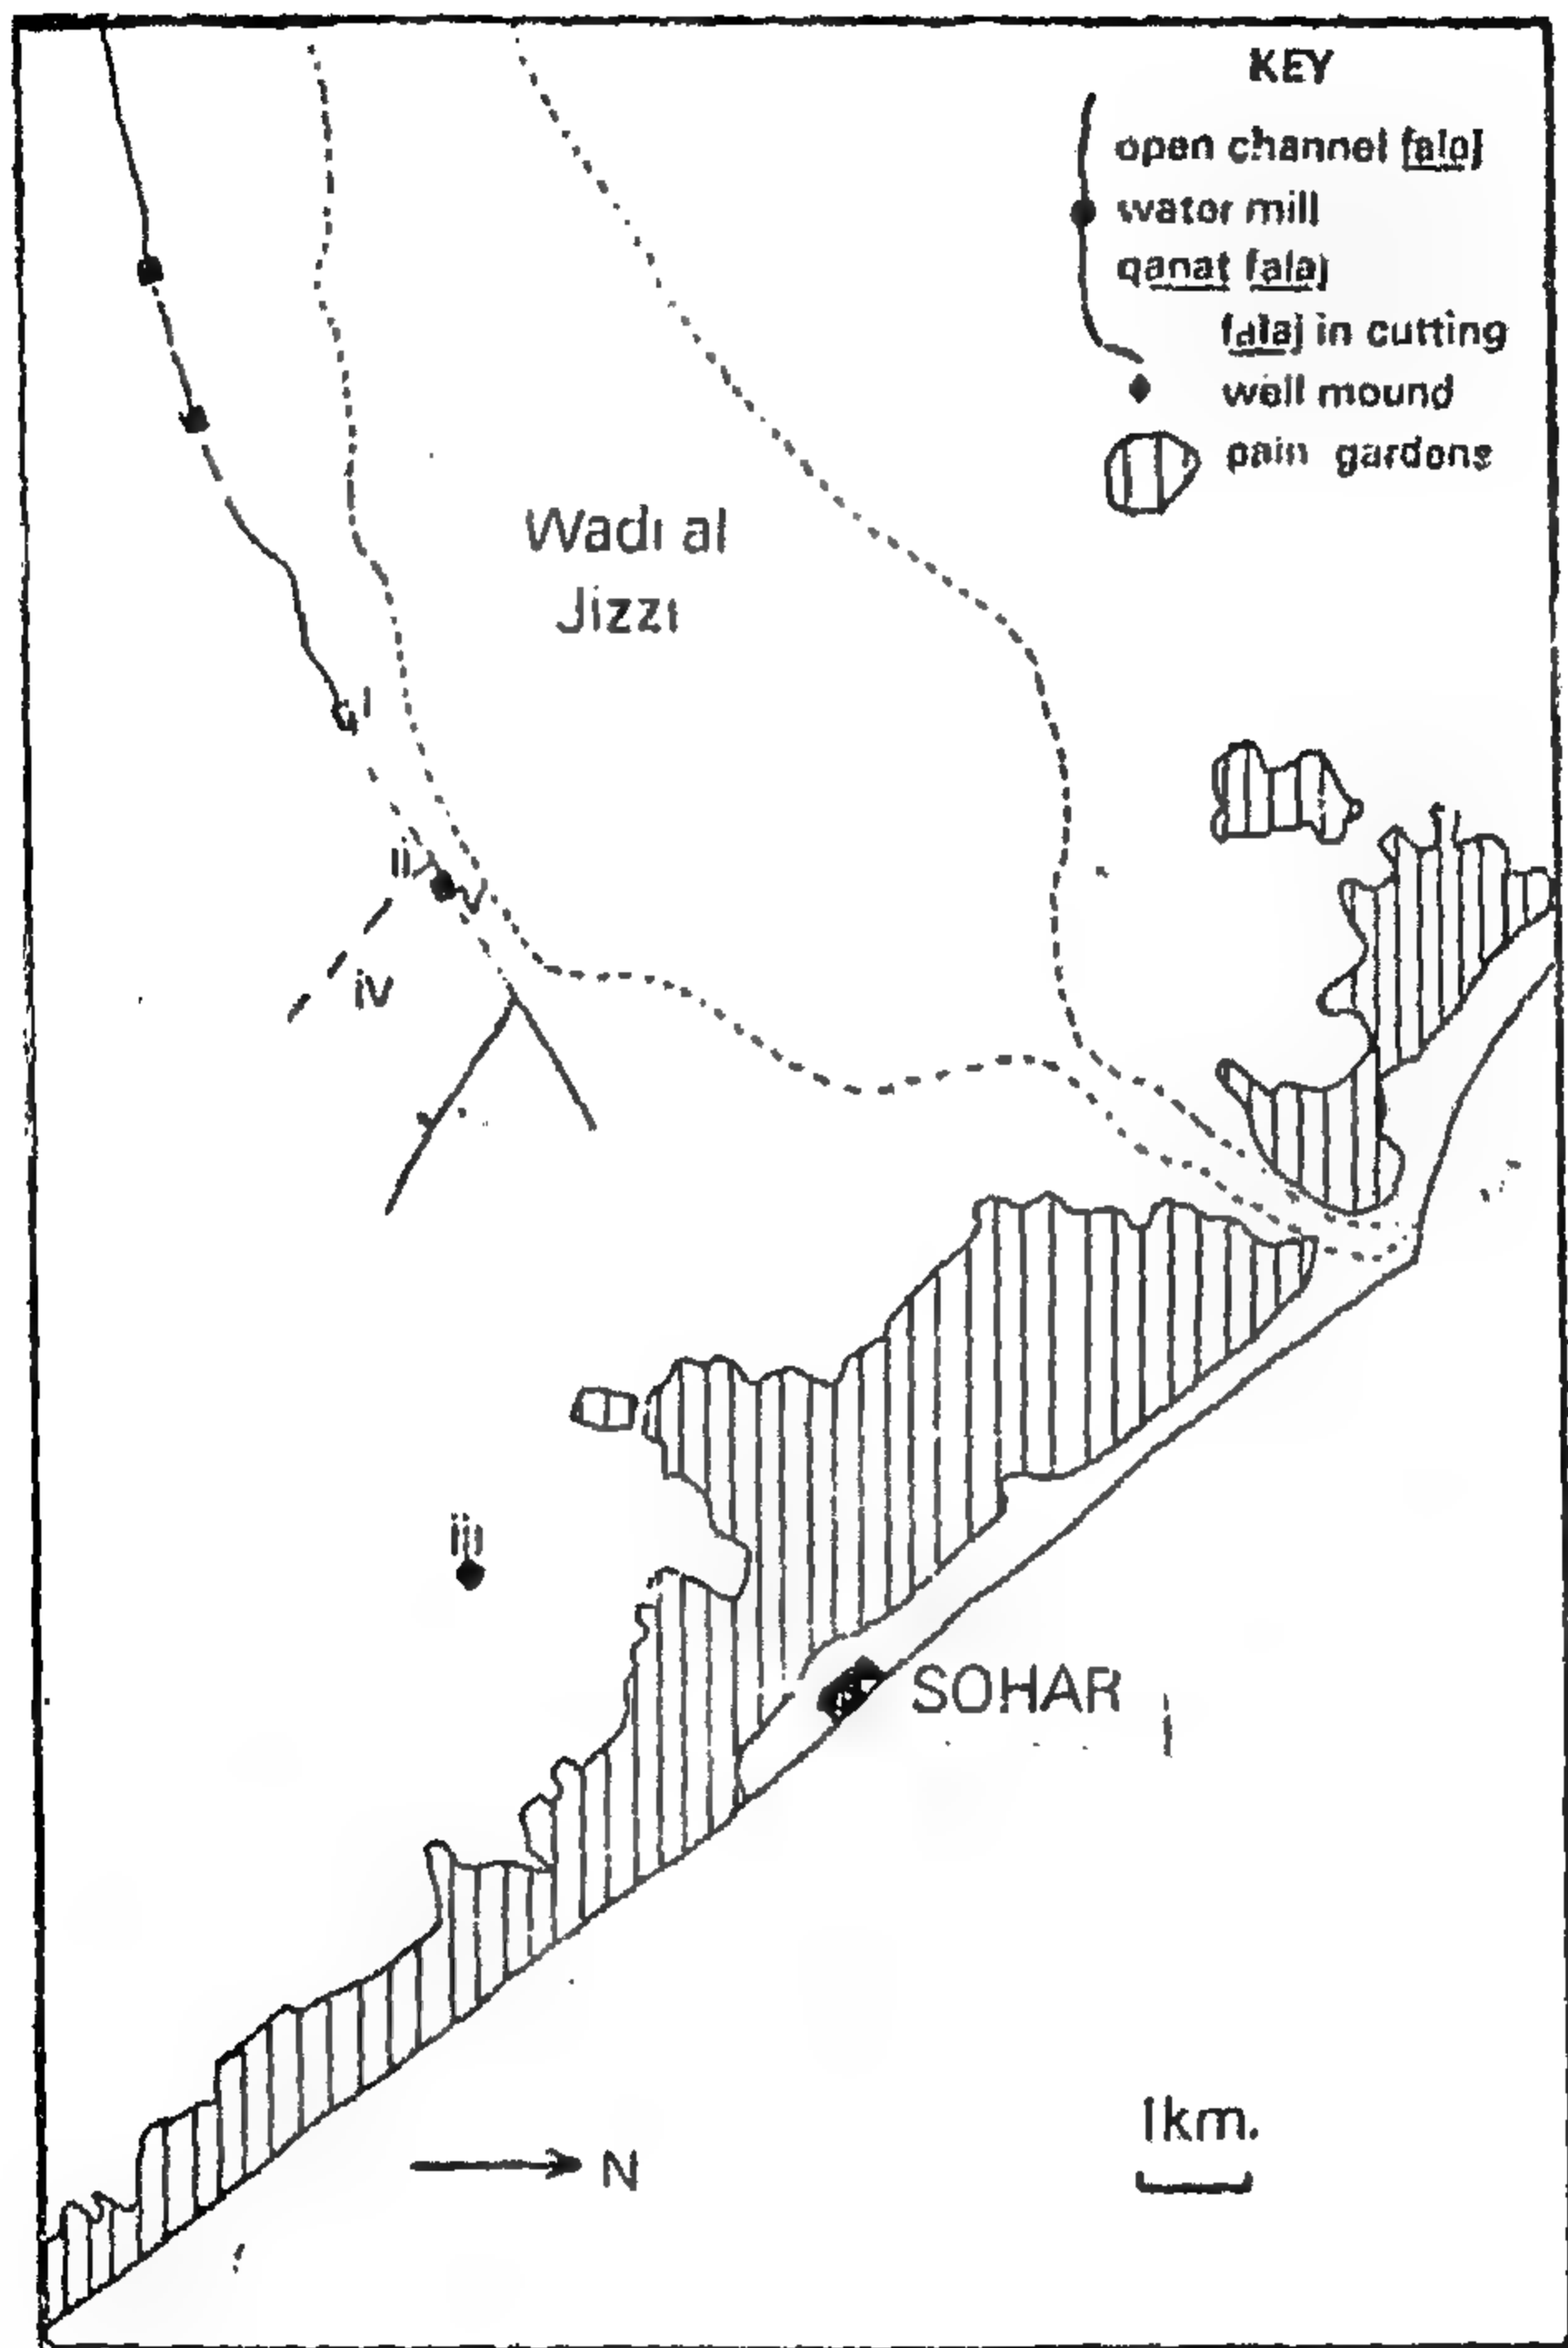 KEY
open channel falaj
water mill
qanat falaj
falaj in cutting
well mound
palm gardens
Wadi al
Jizzi
i
ii
v
iv
iii
SOHAR
N
1km.